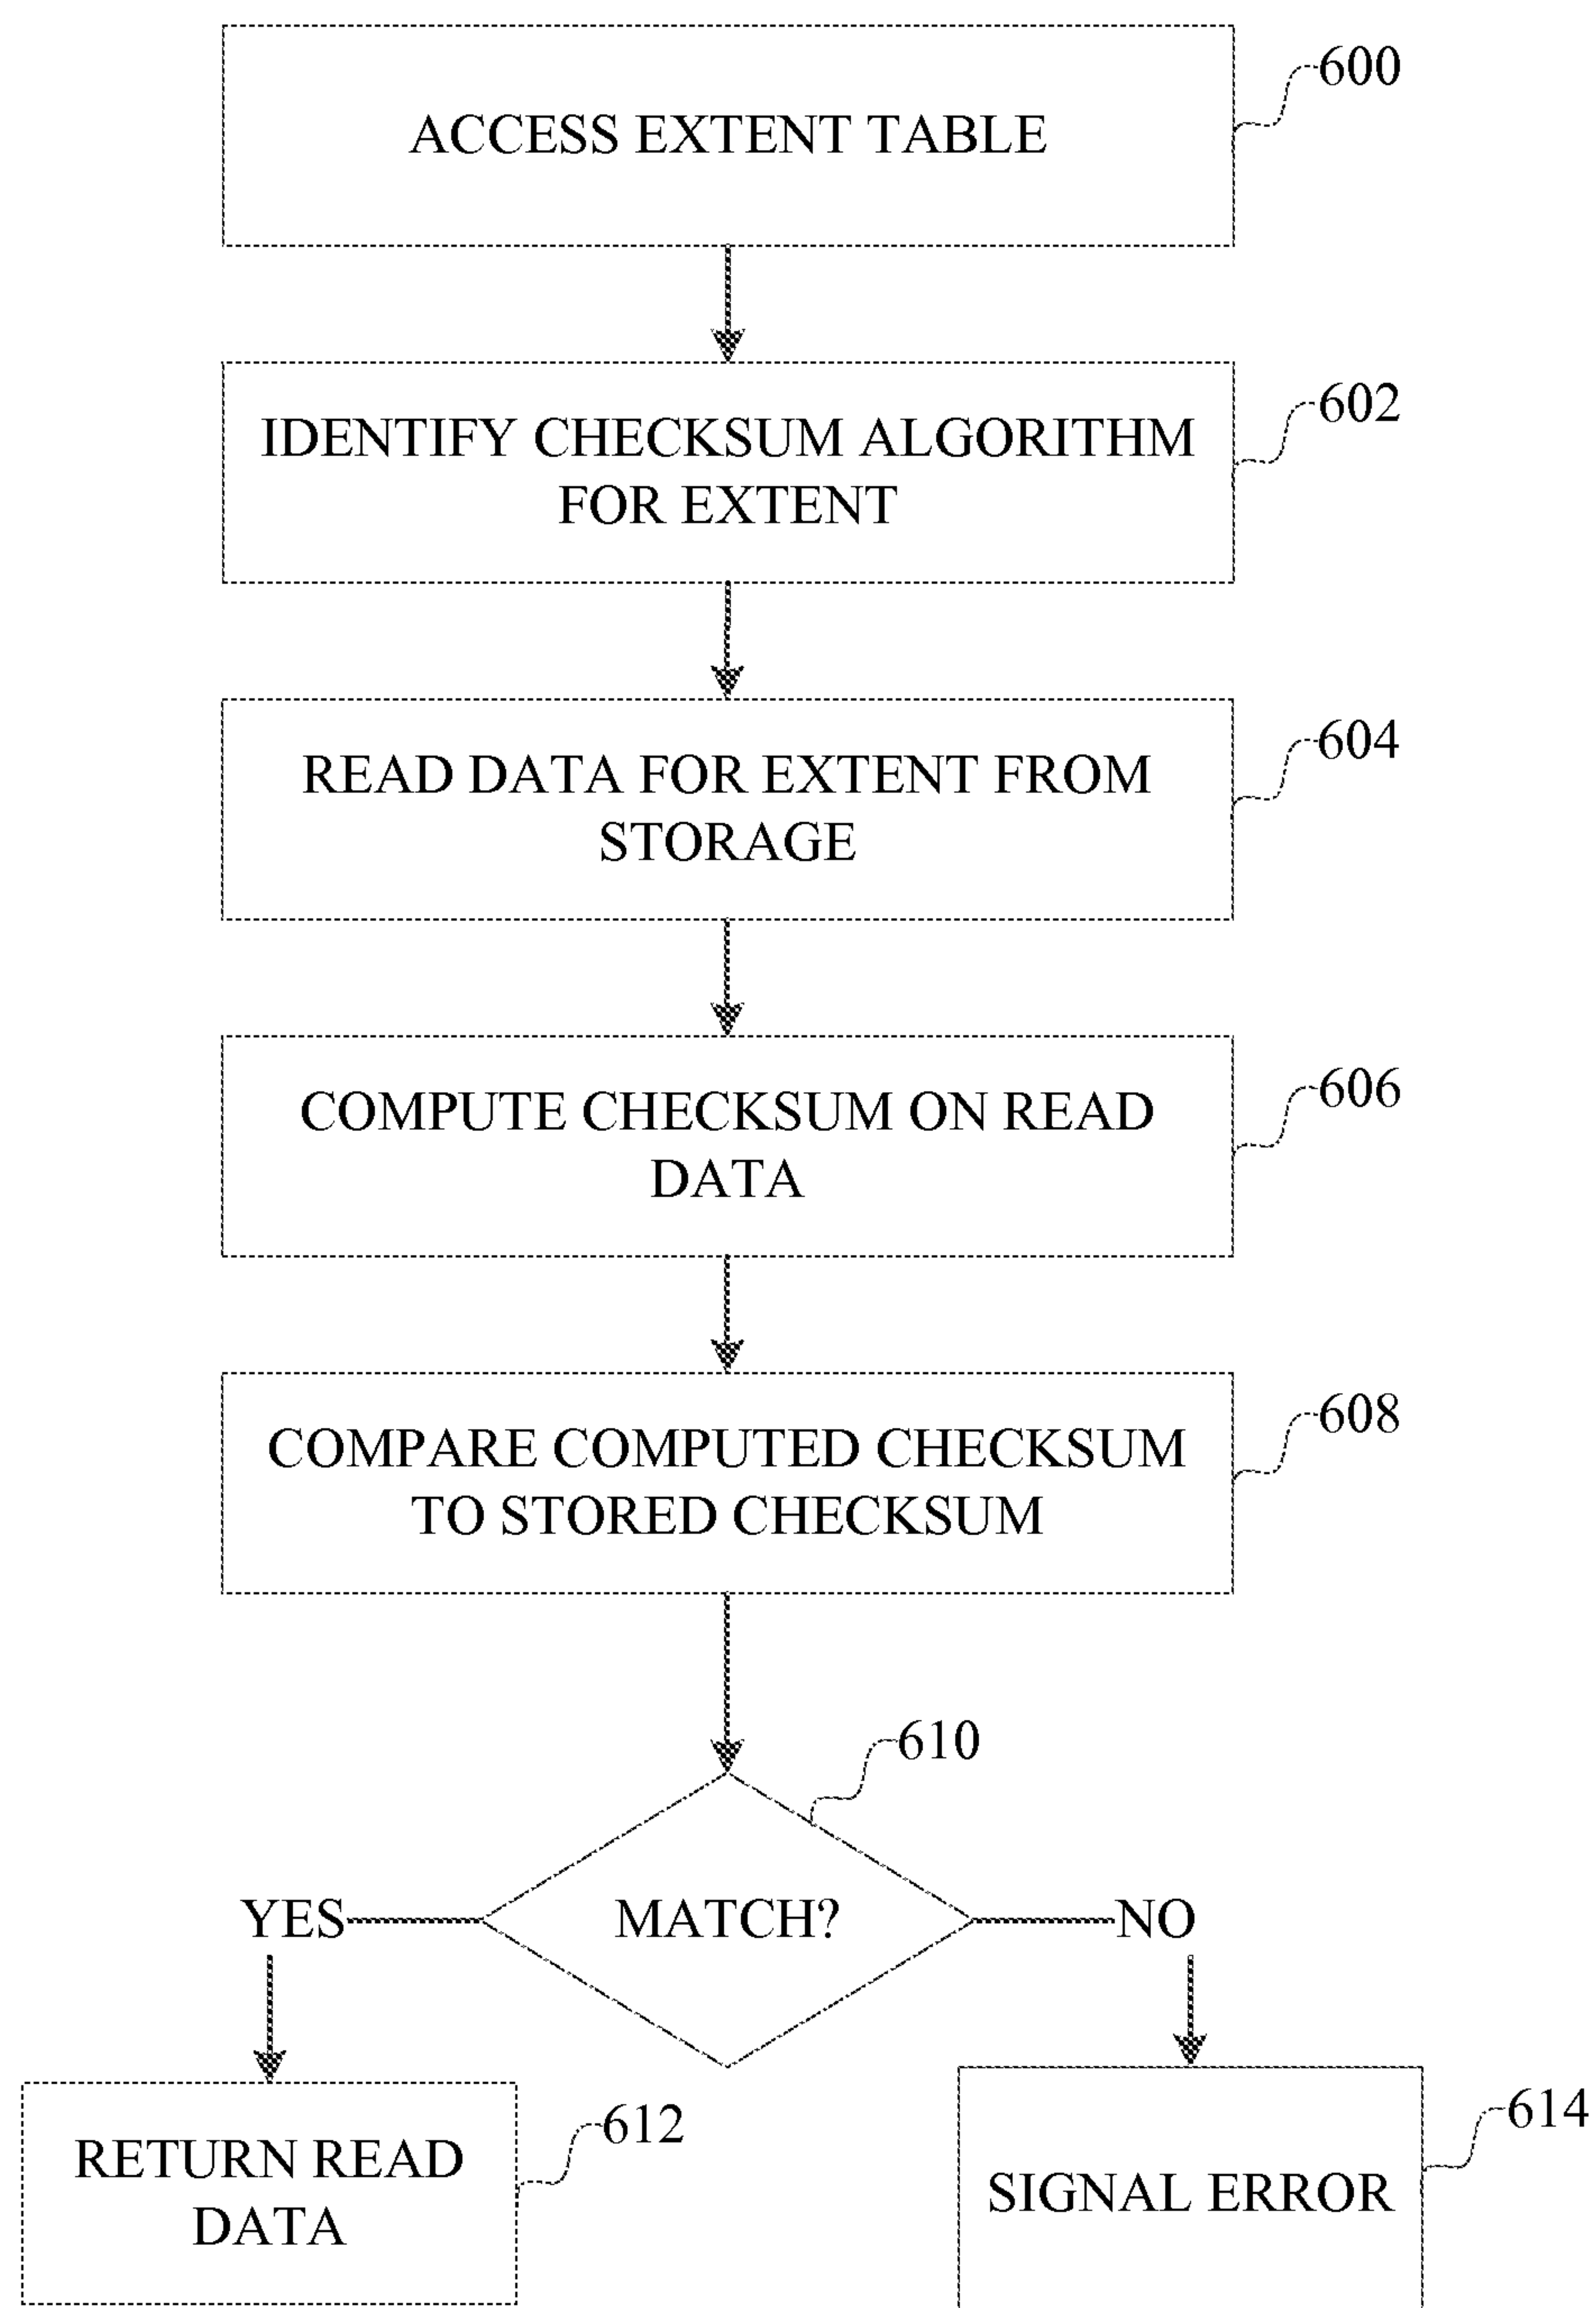 600
ACCESS EXTENT TABLE
602
IDENTIFY CHECKSUM ALGORITHM
FOR EXTENT
604
READ DATA FOR EXTENT FROM
STORAGE
606
COMPUTE CHECKSUM ON READ
DATA
608
COMPARE COMPUTED CHECKSUM
TO STORED CHECKSUM
610
YES
MATCH?
NO
612
RETURN READ
DATA
614
SIGNAL ERROR